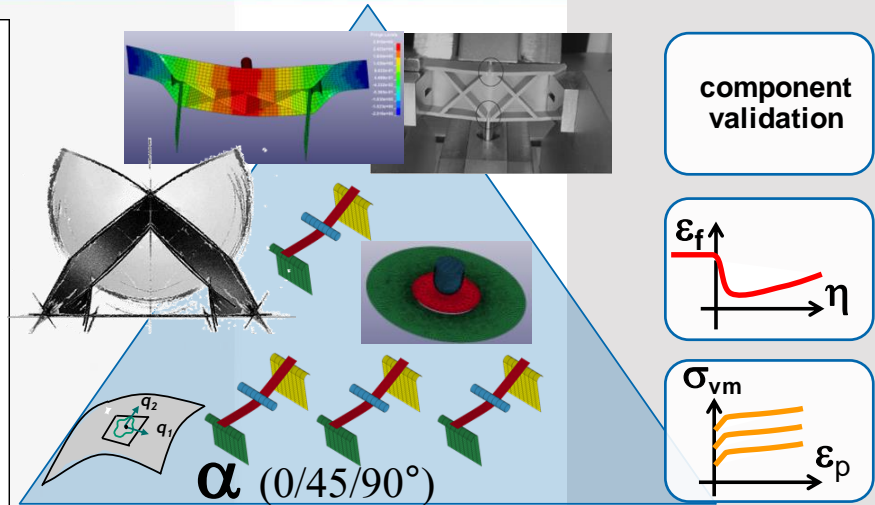 component
validation
εf
η
σvm
εp
q2
q1
α (0/45/90°)